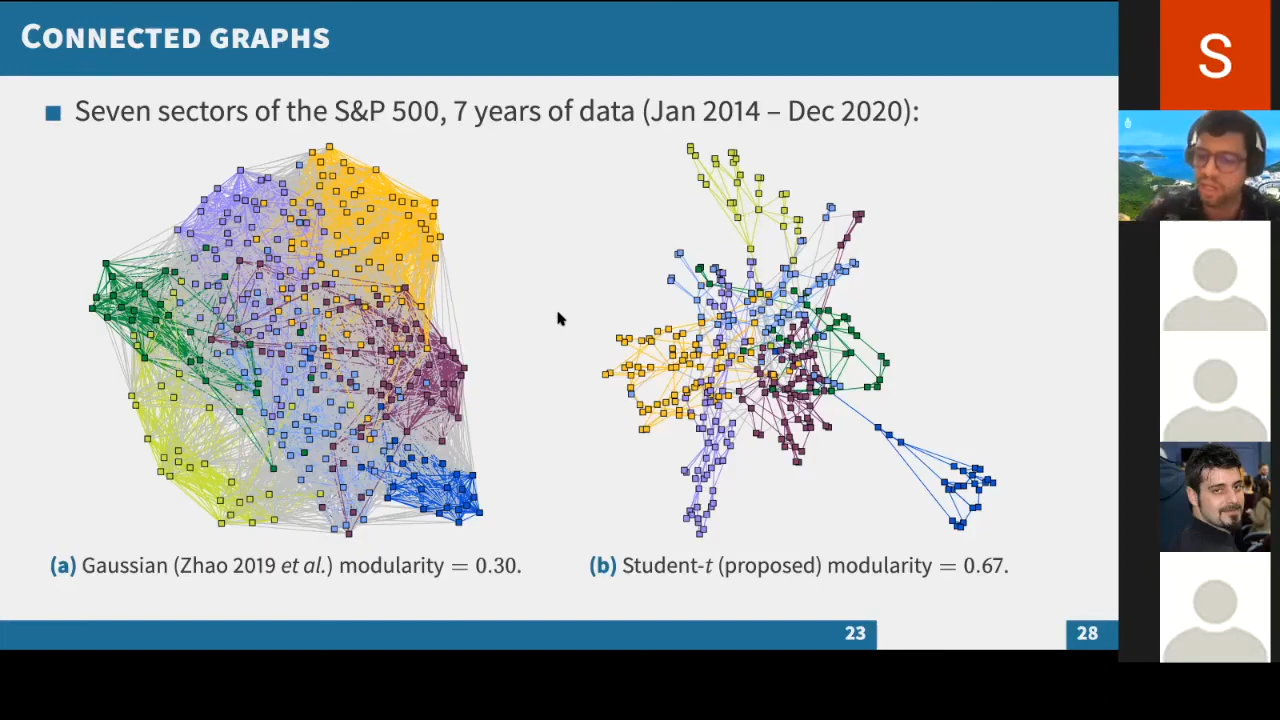 Connected graphs
Seven sectors of the S&P 500, 7 years of data (Jan 2014 – Dec 2020):
(a) Gaussian (Zhao 2019 et al.) modularity = 0.30.
(b) Student-t (proposed) modularity = 0.67.
23
28
S